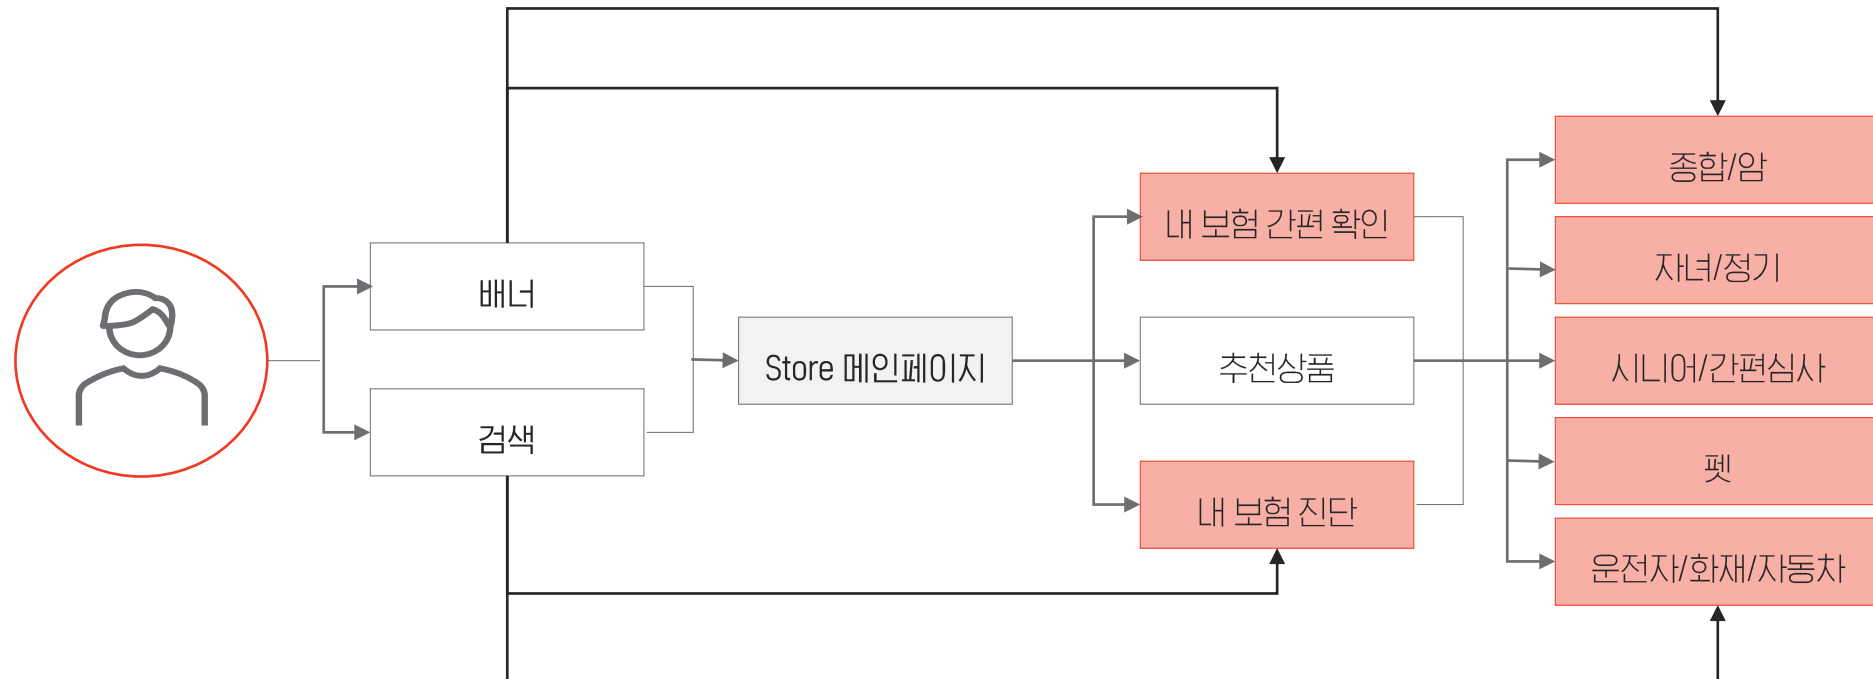 배너
검색
Store 메인페이지
내 보험 간편 확인
추천상품
내 보험 진단
종합/암
자녀/정기
시니어/간편심사
펫
운전자/화재/자동차